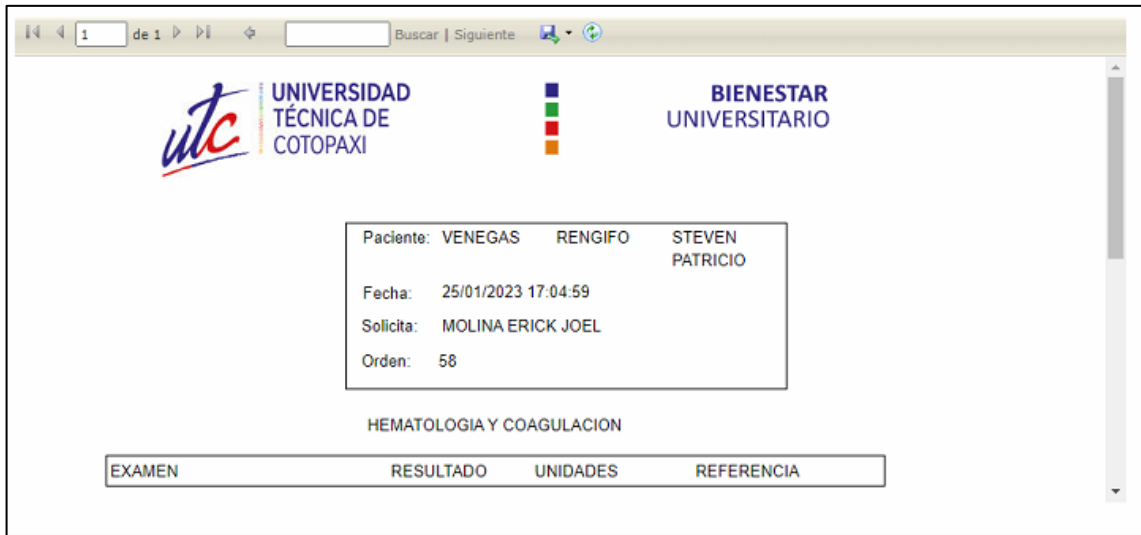 1 de 1 Buscar | Siguiente
utc
UNIVERSIDAD
TÉCNICA DE
COTOPAXI
BIENESTAR
UNIVERSITARIO
Paciente: VENEGAS RENGIFO STEVEN
PATRICIO
Fecha: 25/01/2023 17:04:59
Solicita: MOLINA ERICK JOEL
Orden: 58
HEMATOLOGIA Y COAGULACION
EXAMEN RESULTADO UNIDADES REFERENCIA